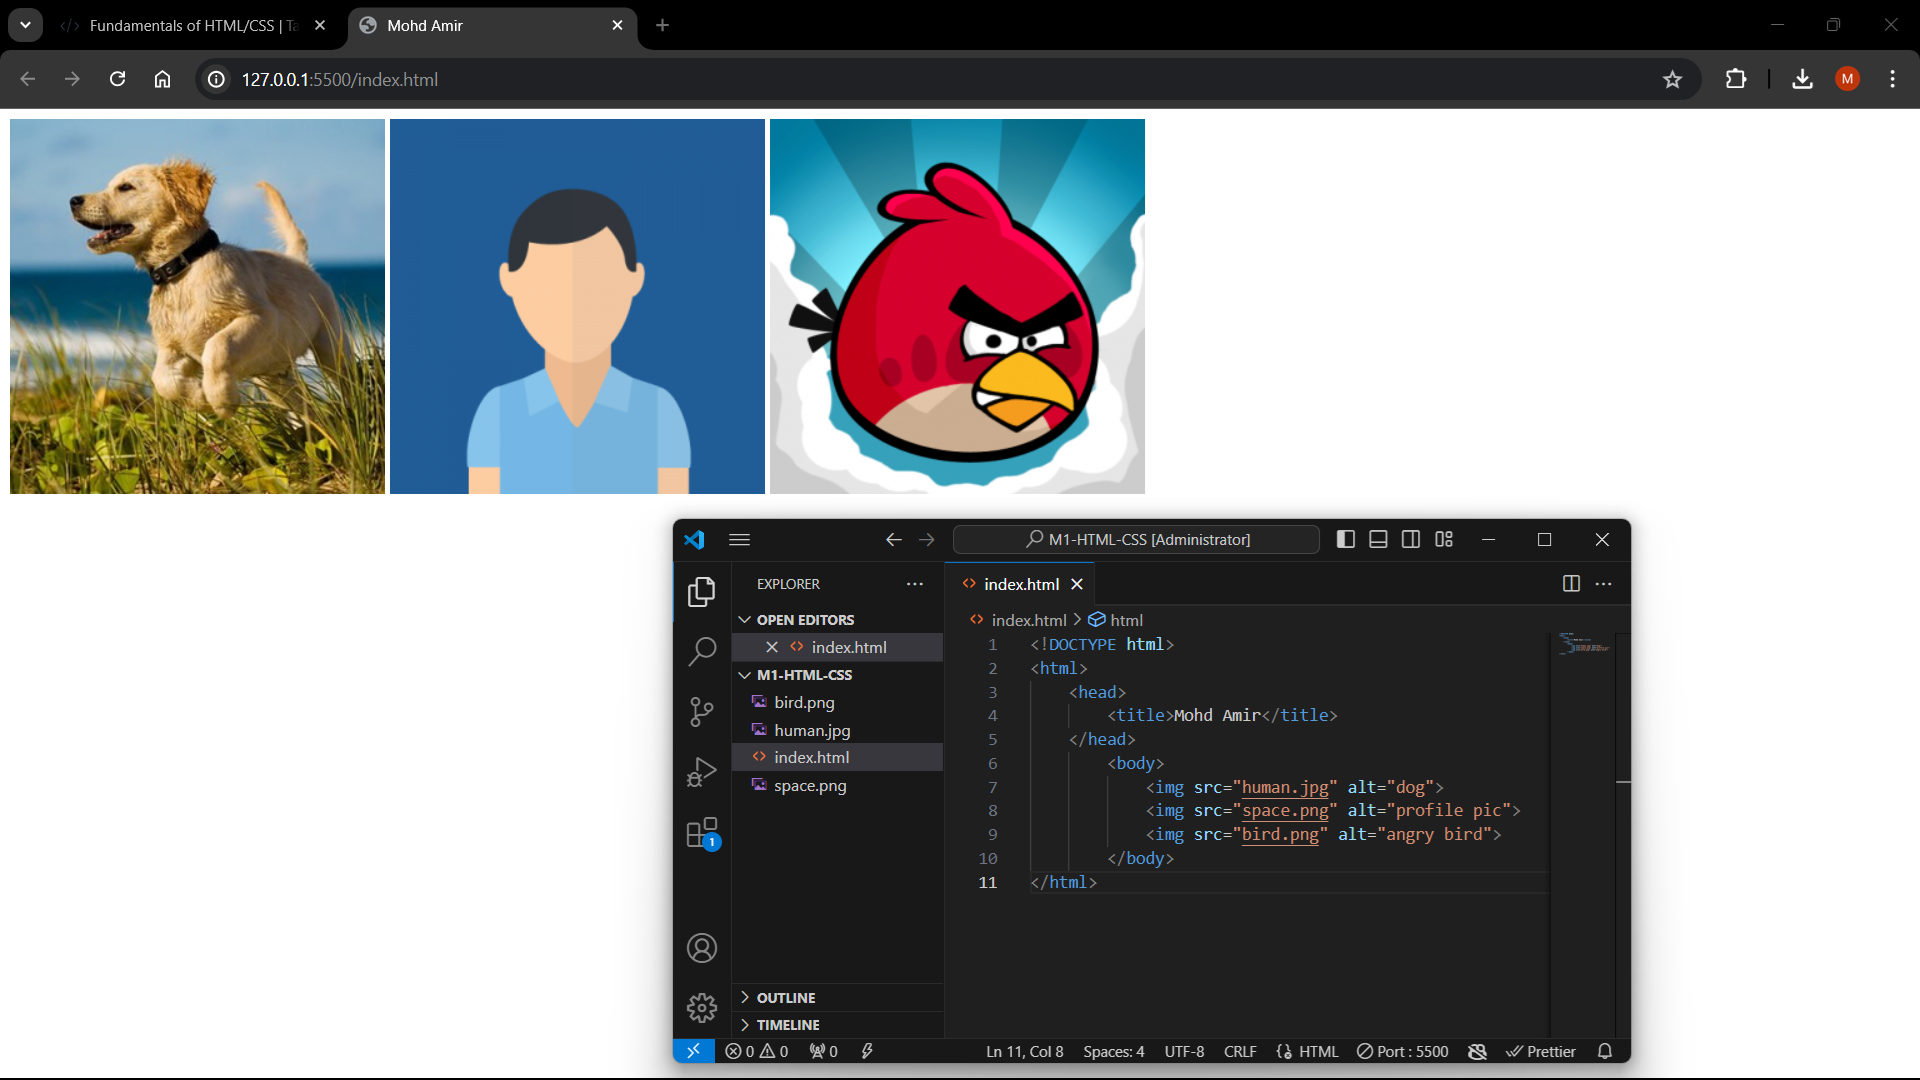 Fundamentals of HTML/CSS | Ta
Mohd Amir
127.0.0.1:5500/index.html
M
M1-HTML-CSS [Administrator]
EXPLORER
index.html
OPEN EDITORS
index.html
M1-HTML-CSS
bird.png
human.jpg
index.html
space.png
1
OUTLINE
TIMELINE
index.html > html
1 <!DOCTYPE html>
2 <html>
3 <head>
4 <title>Mohd Amir</title>
5 </head>
6 <body>
7 <img src="human.jpg" alt="dog">
8 <img src="space.png" alt="profile pic">
9 <img src="bird.png" alt="angry bird">
10 </body>
11 </html>
0 0 0 Ln 11, Col 8 Spaces: 4 UTF-8 CRLF HTML Port : 5500 Prettier